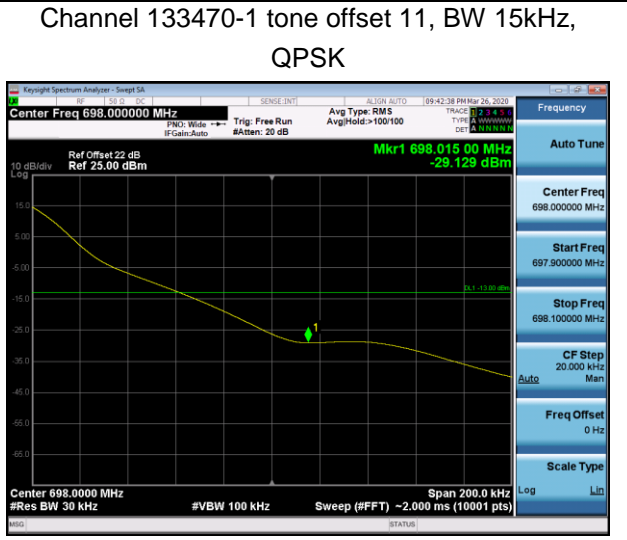 Channel 133470-1 tone offset 11, BW 15kHz,
QPSK
Keysight Spectrum Analyzer - Swept SA
RF 50 Ω DC SENSE:INT ALIGN AUTO 09:42:38 PM Mar 26, 2020
Center Freq 698.000000 MHz
PNO: Wide
IFGain:Auto
Trig: Free Run
#Atten: 20 dB
Avg Type: RMS
Avg|Hold:>100/100
TRACE 1 2 3 4 5 6
TYPE A WWWWW
DET A NNNNN
Frequency
Mkr1 698.015 00 MHz
-29.129 dBm
Ref Offset 22 dB
Ref 25.00 dBm
10 dB/div
Log
15.0
5.00
-5.00
-15.0
-25.0
-35.0
-45.0
-55.0
-65.0
DL1 -13.00 dBm
1
Center 698.0000 MHz
#Res BW 30 kHz
#VBW 100 kHz
Span 200.0 kHz
Sweep (#FFT) ~2.000 ms (10001 pts)
MSG
STATUS
Auto Tune
Center Freq
698.000000 MHz
Start Freq
697.900000 MHz
Stop Freq
698.100000 MHz
CF Step
20.000 kHz
Auto Man
Freq Offset
0 Hz
Scale Type
Log Lin